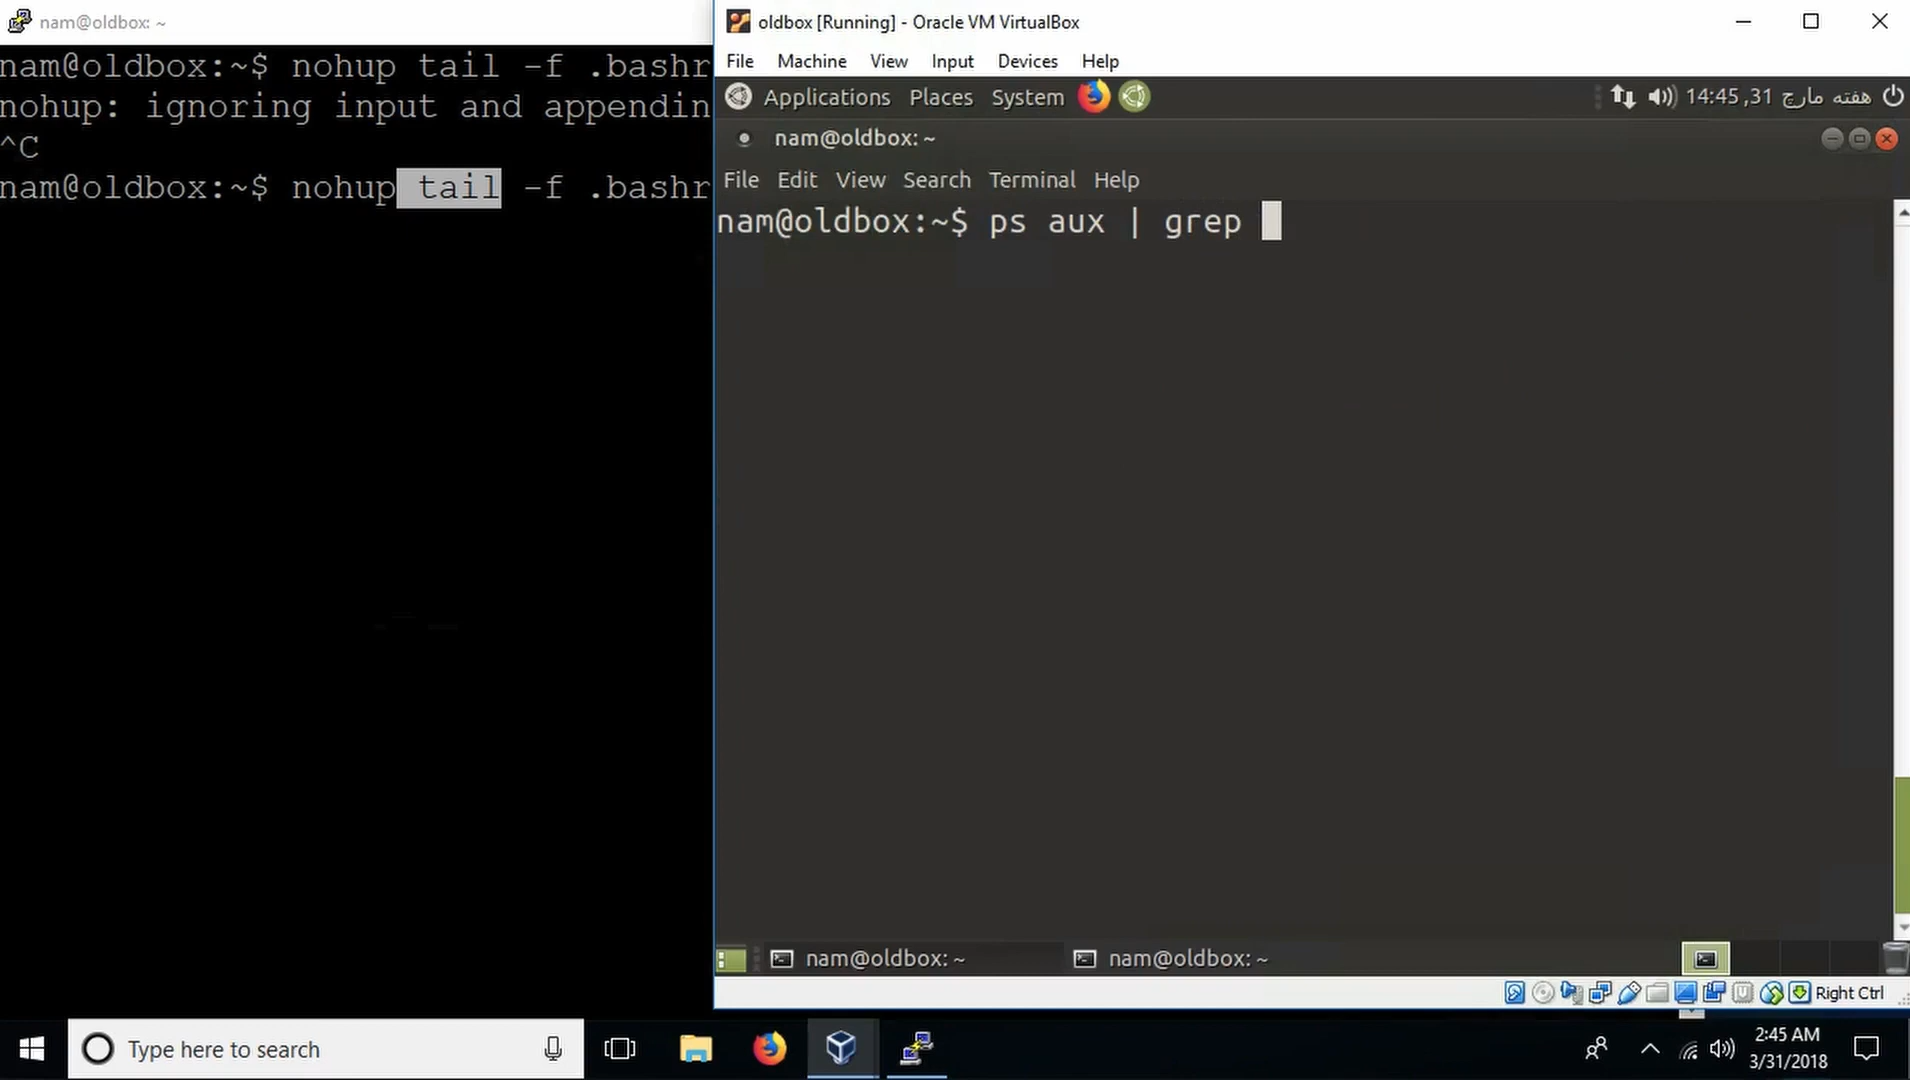 nam@oldbox: ~
nam@oldbox:~$ nohup tail -f .bashr
nohup: ignoring input and appendin
^C
nam@oldbox:~$ nohup tail -f .bashr
oldbox [Running] - Oracle VM VirtualBox
File Machine View Input Devices Help
Applications Places System
هفته مارچ 31, 14:45
nam@oldbox: ~
File Edit View Search Terminal Help
nam@oldbox:~$ ps aux | grep
nam@oldbox: ~
nam@oldbox: ~
Right Ctrl
Type here to search
2:45 AM
3/31/2018